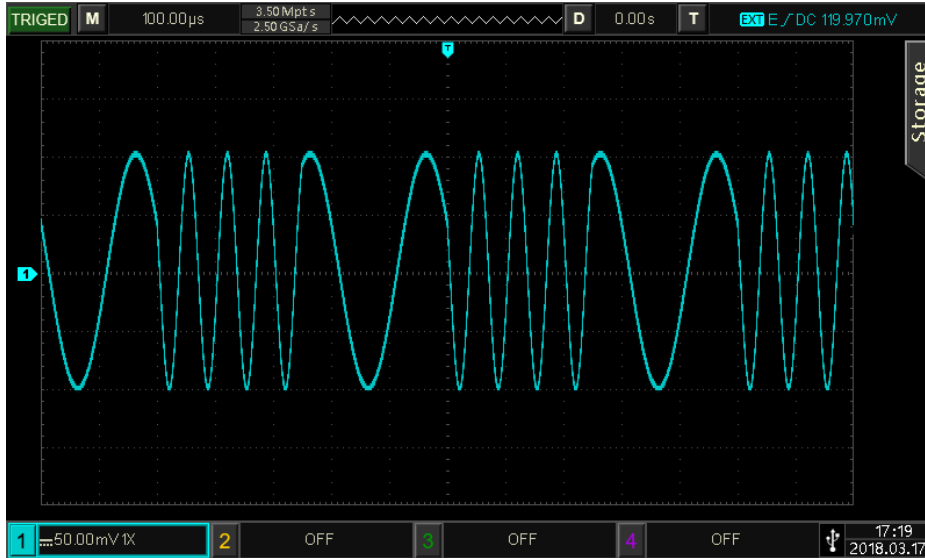 TRIGED M 100.00μs 3.50Mpts D 0.00s T EXT E DC 119.970mV
2.50GSa/s
T
Storage
1
1 50.00mV 1X 2 OFF 3 OFF 4 OFF 17:19
2018.03.17